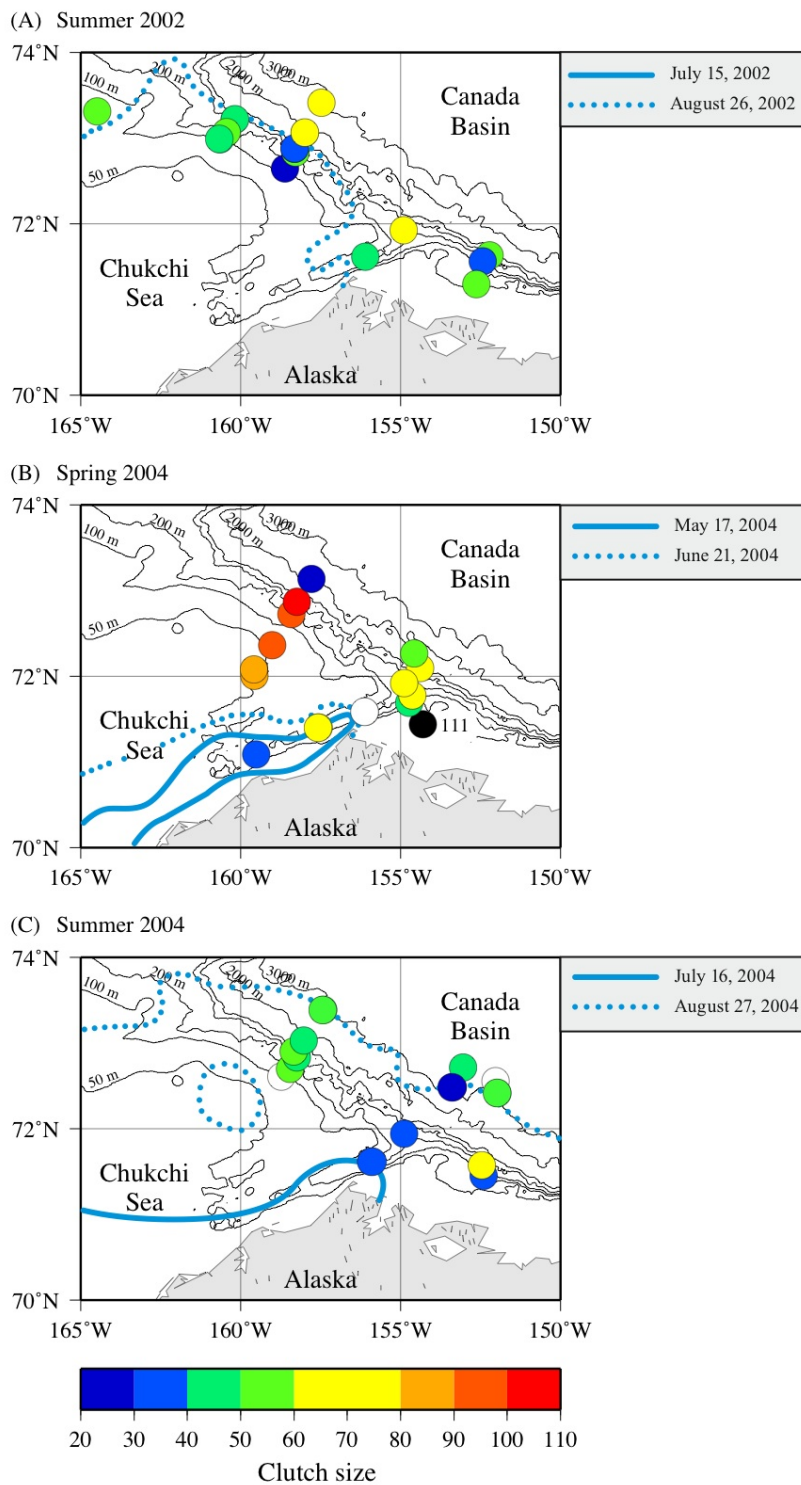 (A) Summer 2002
74˚N
72˚N
70˚N
165˚W
160˚W
155˚W
150˚W
100 m
200 m
2000 m
3000 m
50 m
Canada
Basin
Chukchi
Sea
Alaska
July 15, 2002
August 26, 2002
(B) Spring 2004
74˚N
72˚N
70˚N
165˚W
160˚W
155˚W
150˚W
100 m
200 m
2000 m
3000 m
50 m
Canada
Basin
Chukchi
Sea
111
Alaska
May 17, 2004
June 21, 2004
(C) Summer 2004
74˚N
72˚N
70˚N
165˚W
160˚W
155˚W
150˚W
100 m
200 m
2000 m
3000 m
50 m
Canada
Basin
Chukchi
Sea
Alaska
July 16, 2004
August 27, 2004
20 30 40 50 60 70 80 90 100 110
Clutch size